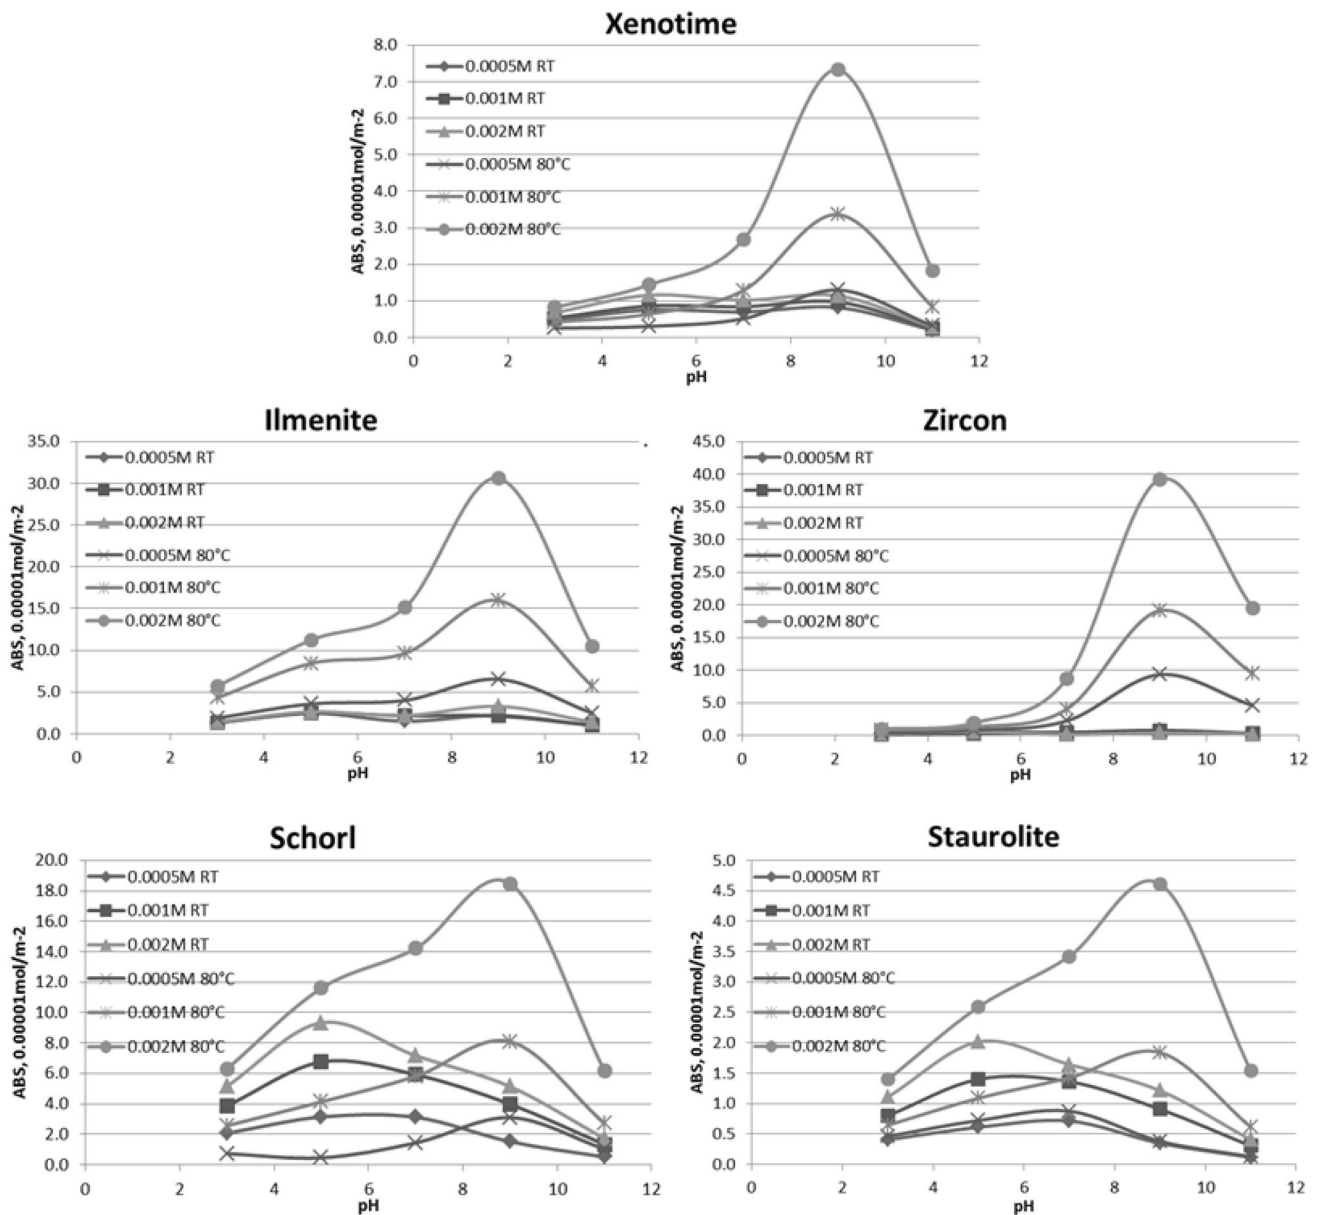 Xenotime
8.0
7.0
6.0
5.0
4.0
3.0
2.0
1.0
0.0
ABS, 0.00001mol/m-2
0.0005M RT
0.001M RT
0.002M RT
0.0005M 80°C
0.001M 80°C
0.002M 80°C
0 2 4 6 8 10 12
pH
Ilmenite
35.0
30.0
25.0
20.0
15.0
10.0
5.0
0.0
ABS, 0.00001mol/m-2
0.0005M RT
0.001M RT
0.002M RT
0.0005M 80°C
0.001M 80°C
0.002M 80°C
0 2 4 6 8 10 12
pH
Zircon
45.0
40.0
35.0
30.0
25.0
20.0
15.0
10.0
5.0
0.0
ABS, 0.00001mol/m-2
0.0005M RT
0.001M RT
0.002M RT
0.0005M 80°C
0.001M 80°C
0.002M 80°C
0 2 4 6 8 10 12
pH
Schorl
20.0
18.0
16.0
14.0
12.0
10.0
8.0
6.0
4.0
2.0
0.0
ABS, 0.00001mol/m-2
0.0005M RT
0.001M RT
0.002M RT
0.0005M 80°C
0.001M 80°C
0.002M 80°C
0 2 4 6 8 10 12
pH
Staurolite
5.0
4.5
4.0
3.5
3.0
2.5
2.0
1.5
1.0
0.5
0.0
ABS, 0.00001mol/m-2
0.0005M RT
0.001M RT
0.002M RT
0.0005M 80°C
0.001M 80°C
0.002M 80°C
0 2 4 6 8 10 12
pH